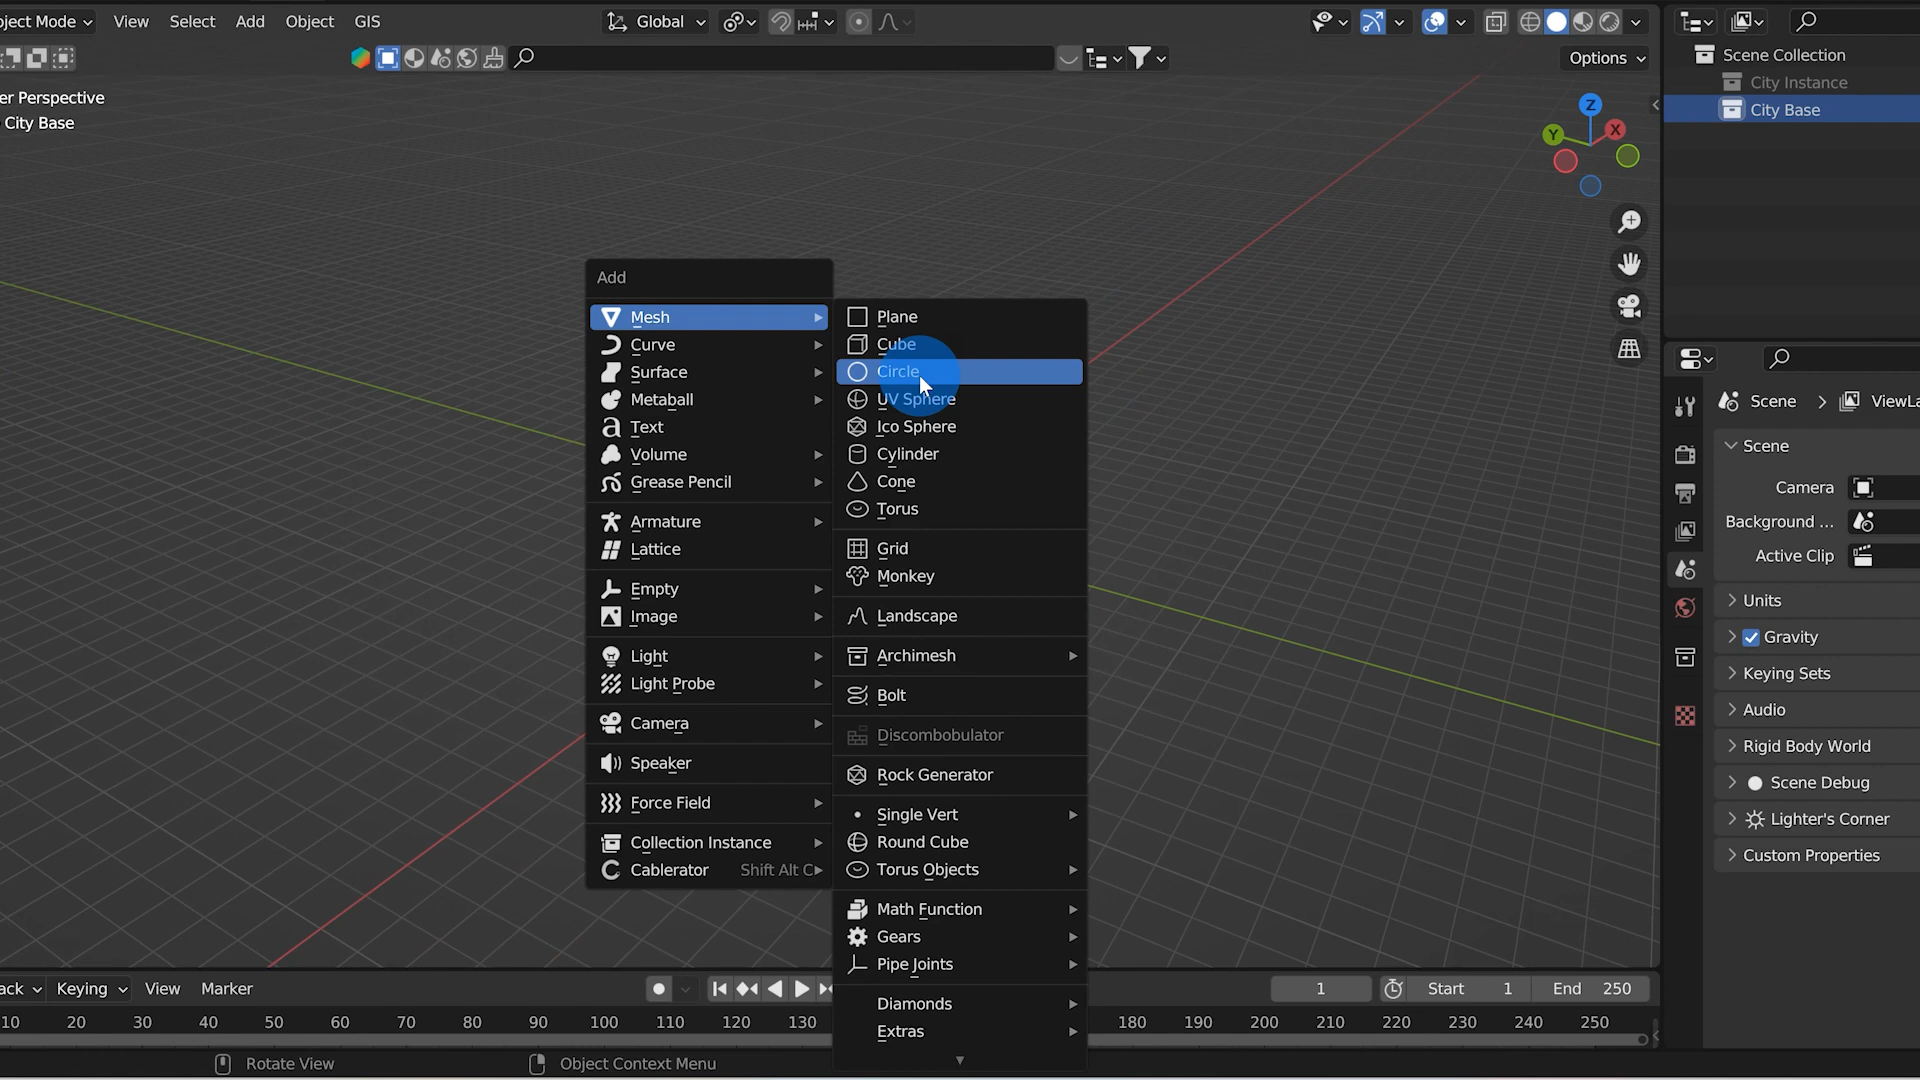 ject Mode View Select Add Object GIS Global
Options
er Perspective
City Base
Z
Y
X
Scene Collection
City Instance
City Base
Add
Mesh
Curve
Surface
Metaball
Text
Volume
Grease Pencil
Armature
Lattice
Empty
Image
Light
Light Probe
Camera
Speaker
Force Field
Collection Instance
Cablerator Shift Alt C
Plane
Cube
Circle
UV Sphere
Ico Sphere
Cylinder
Cone
Torus
Grid
Monkey
Landscape
Archimesh
Bolt
Discombobulator
Rock Generator
Single Vert
Round Cube
Torus Objects
Math Function
Gears
Pipe Joints
Diamonds
Extras
Scene ViewLa
Scene
Camera
Background ...
Active Clip
Units
Gravity
Keying Sets
Audio
Rigid Body World
Scene Debug
Lighter's Corner
Custom Properties
ack Keying View Marker 1 Start 1 End 250
10 20 30 40 50 60 70 80 90 100 110 120 130 180 190 200 210 220 230 240 250
Rotate View Object Context Menu